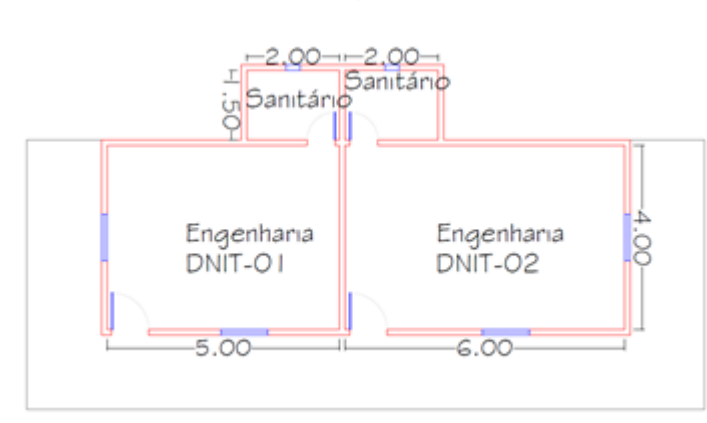 2.00 2.00
Sanitário
Sanitário
1.50
Engenharia
DNIT-01
Engenharia
DNIT-02
4.00
5.00 6.00